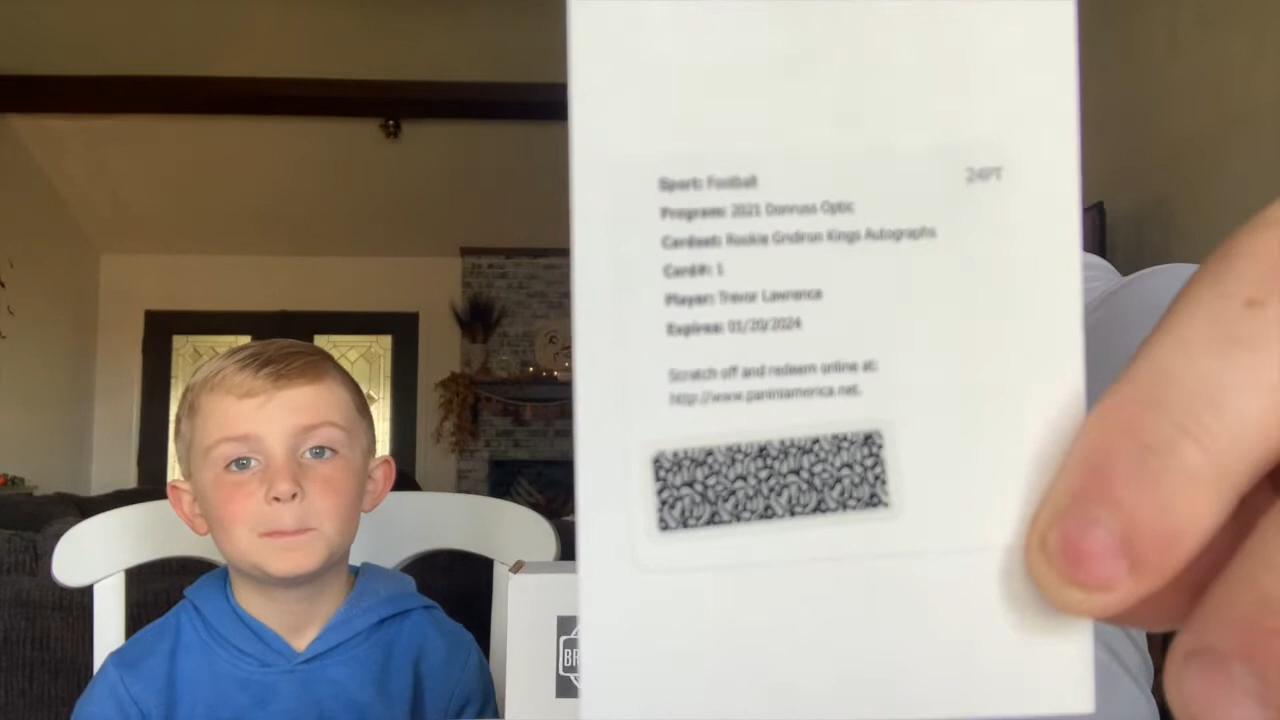 Sport: Football
24PT
Program: 2021 Donruss Optic
Cardset: Rookie Gridiron Kings Autographs
Card#: 1
Player: Trevor Lawrence
Expires: 01/20/2024
Scratch off and redeem online at:
http://www.paniniamerica.net.
BR